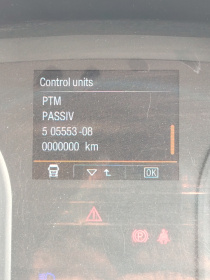 Control units
PTM
PASSIV
5 05553-08
0000000 km
OK